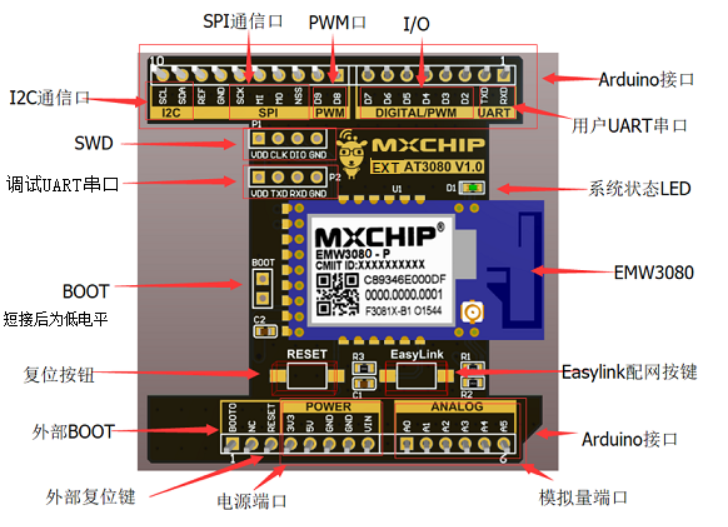 SPI通信口
PWM口
I/O
10
1
Arduino接口
I2C通信口
SCL
SDA
REF
GND
SCK
MI
MO
NSS
D9
D8
D7
D6
D5
D4
D3
D2
TXD
RXD
I2C
SPI
PWM
DIGITAL/PWM
UART
用户UART串口
P1
SWD
VDD CLK DIO GND
MXCHIP
EXT AT3080 V1.0
调试UART串口
P2
VDD TXD RXD GND
U1
D1
系统状态LED
MXCHIP®
EMW3080 - P
CMIIT ID:XXXXXXXXXX
C89346E000DF
0000.0000.0001
F3081X-B1 O1544
EMW3080
BOOT
BOOT
短接后为低电平
C2
RESET
R3
EasyLink
R1
复位按钮
C1
R2
Easylink配网按键
POWER
ANALOG
外部BOOT
BOOT0
NC
RESET
3V3
5V
GND
GND
VIN
A0
A1
A2
A3
A4
A5
Arduino接口
1
6
外部复位键
电源端口
模拟量端口